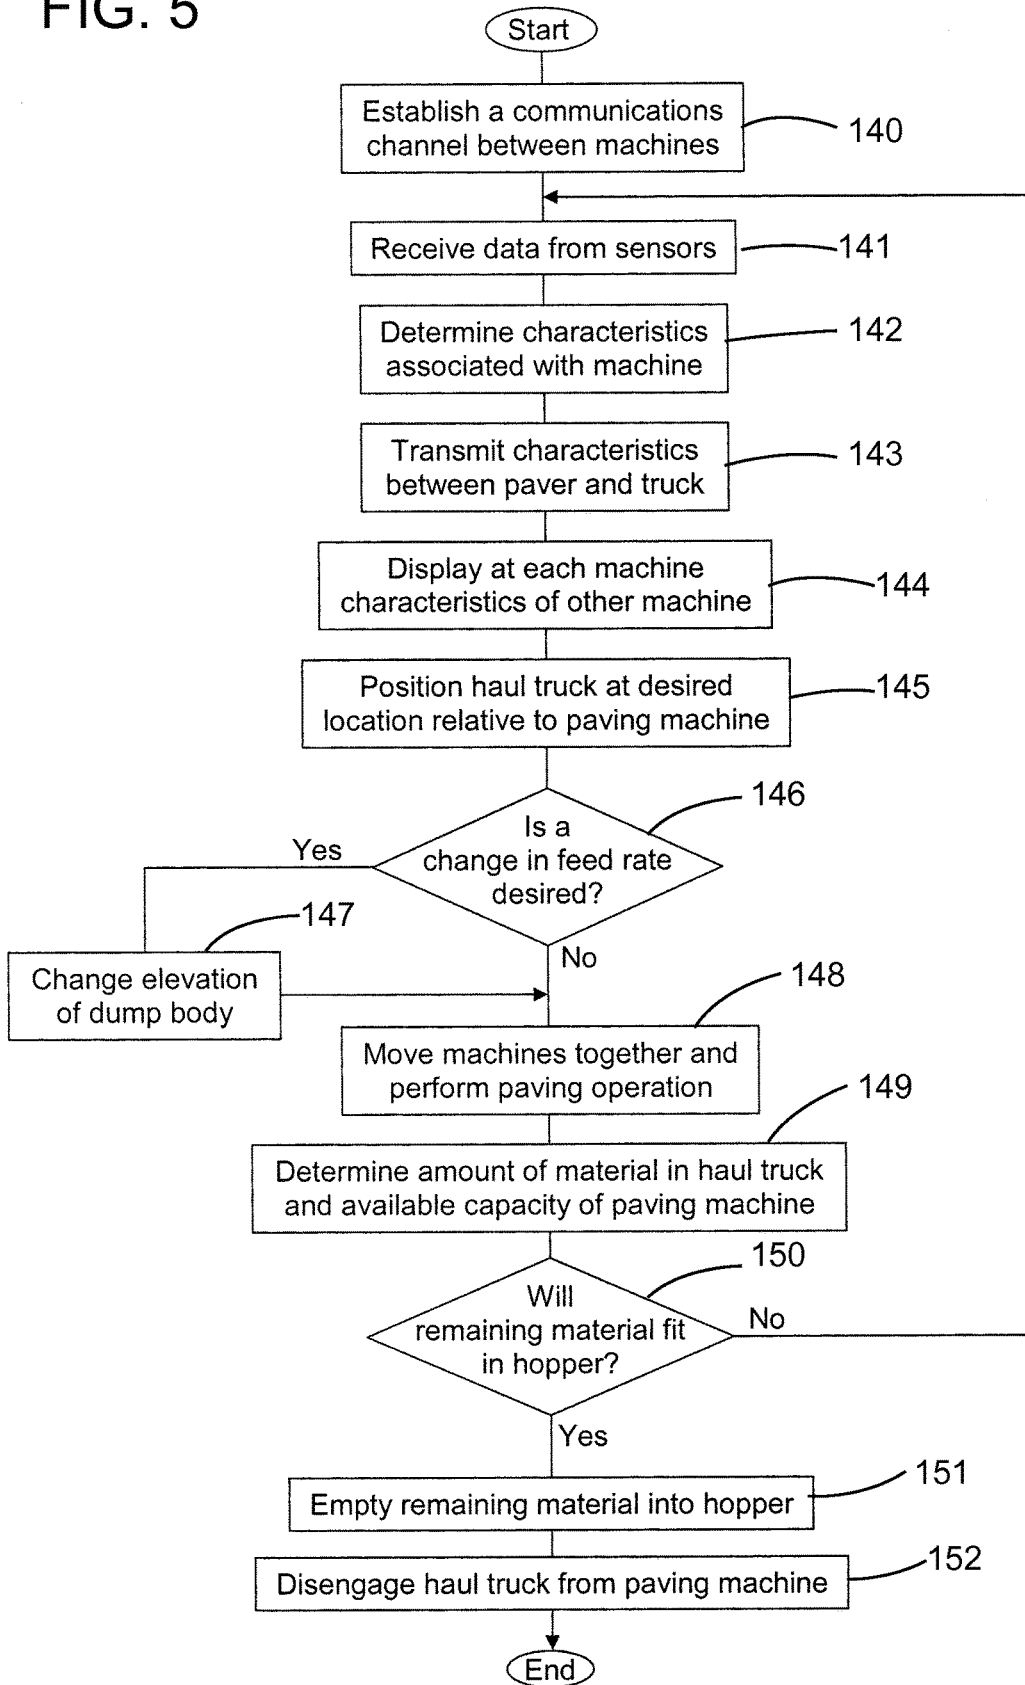 FIG. 5
Start
Establish a communications
channel between machines
140
Receive data from sensors
141
Determine characteristics
associated with machine
142
Transmit characteristics
between paver and truck
143
Display at each machine
characteristics of other machine
144
Position haul truck at desired
location relative to paving machine
145
146
Is a
change in feed rate
desired?
Yes
No
147
Change elevation
of dump body
148
Move machines together and
perform paving operation
149
Determine amount of material in haul truck
and available capacity of paving machine
150
Will
remaining material fit
in hopper?
No
Yes
151
Empty remaining material into hopper
152
Disengage haul truck from paving machine
End